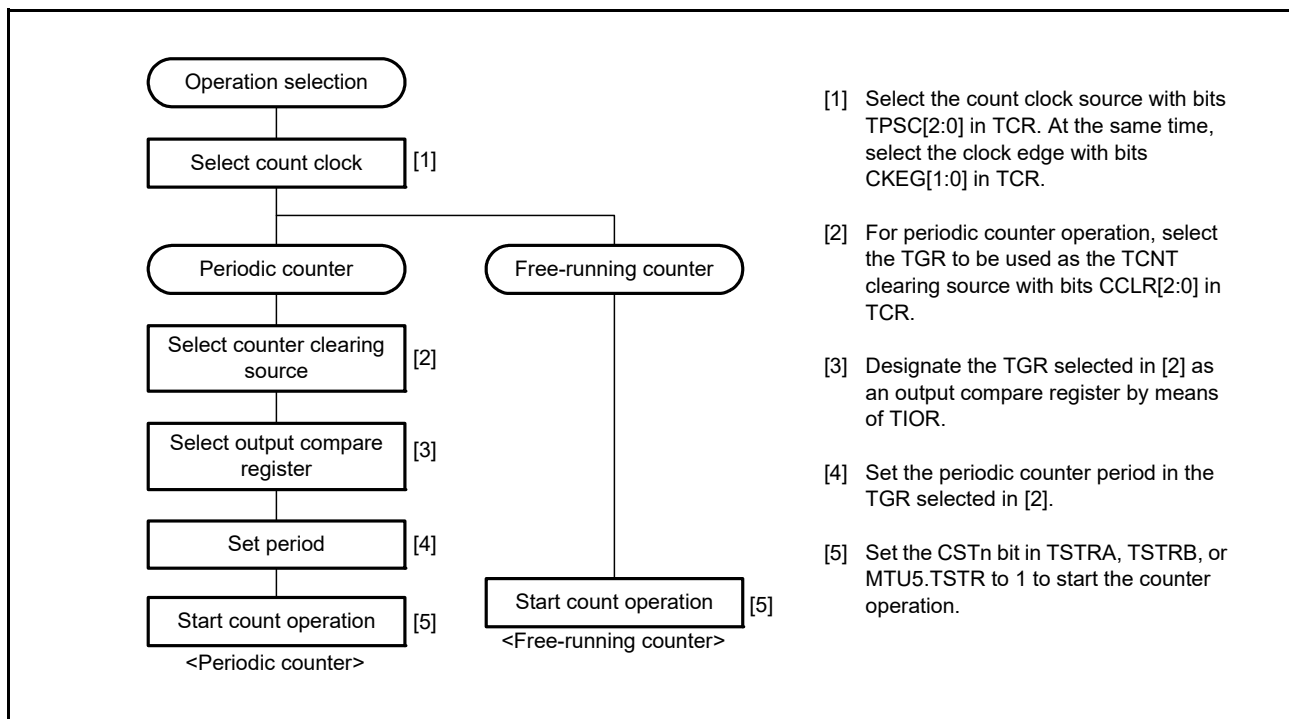 Operation selection
Select count clock
[1]
Periodic counter
Free-running counter
Select counter clearing
source
[2]
Select output compare
register
[3]
Set period
[4]
Start count operation
[5]
<Periodic counter>
Start count operation
[5]
<Free-running counter>
[1] Select the count clock source with bits
TPSC[2:0] in TCR. At the same time,
select the clock edge with bits
CKEG[1:0] in TCR.
[2] For periodic counter operation, select
the TGR to be used as the TCNT
clearing source with bits CCLR[2:0] in
TCR.
[3] Designate the TGR selected in [2] as
an output compare register by means
of TIOR.
[4] Set the periodic counter period in the
TGR selected in [2].
[5] Set the CSTn bit in TSTRA, TSTRB, or
MTU5.TSTR to 1 to start the counter
operation.